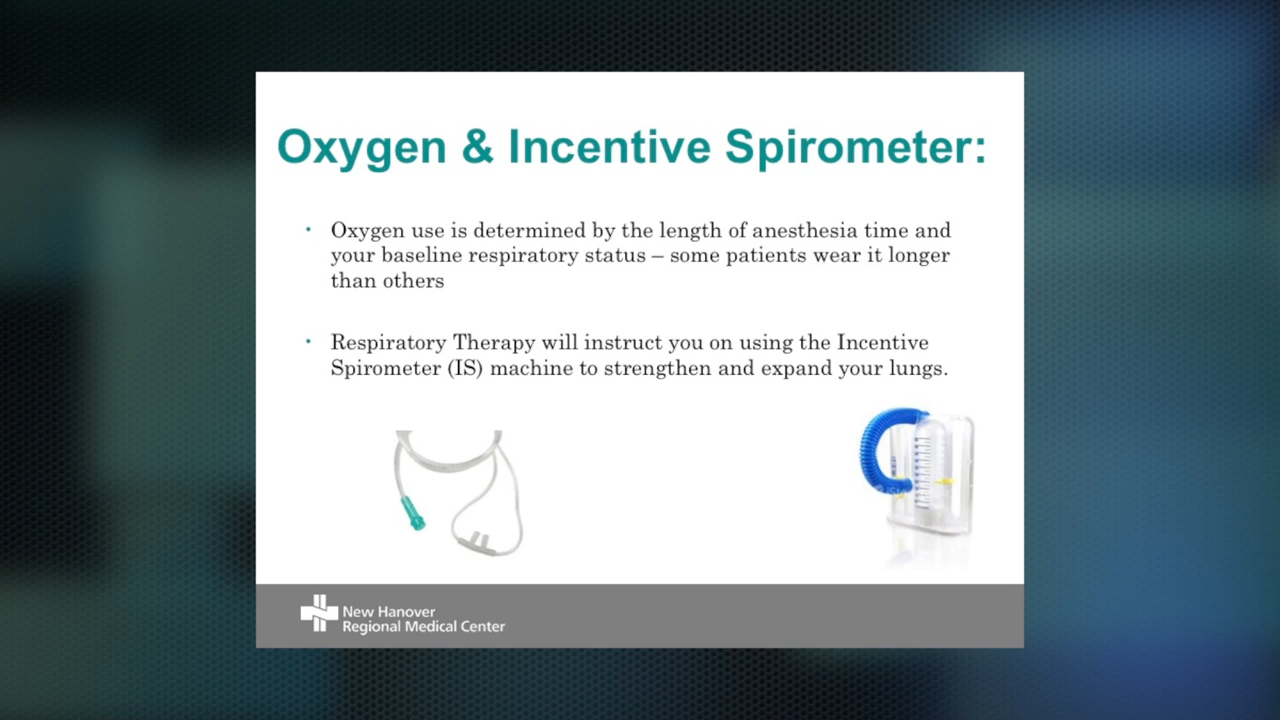 Oxygen & Incentive Spirometer:
• Oxygen use is determined by the length of anesthesia time and
your baseline respiratory status – some patients wear it longer
than others
• Respiratory Therapy will instruct you on using the Incentive
Spirometer (IS) machine to strengthen and expand your lungs.
New Hanover
Regional Medical Center